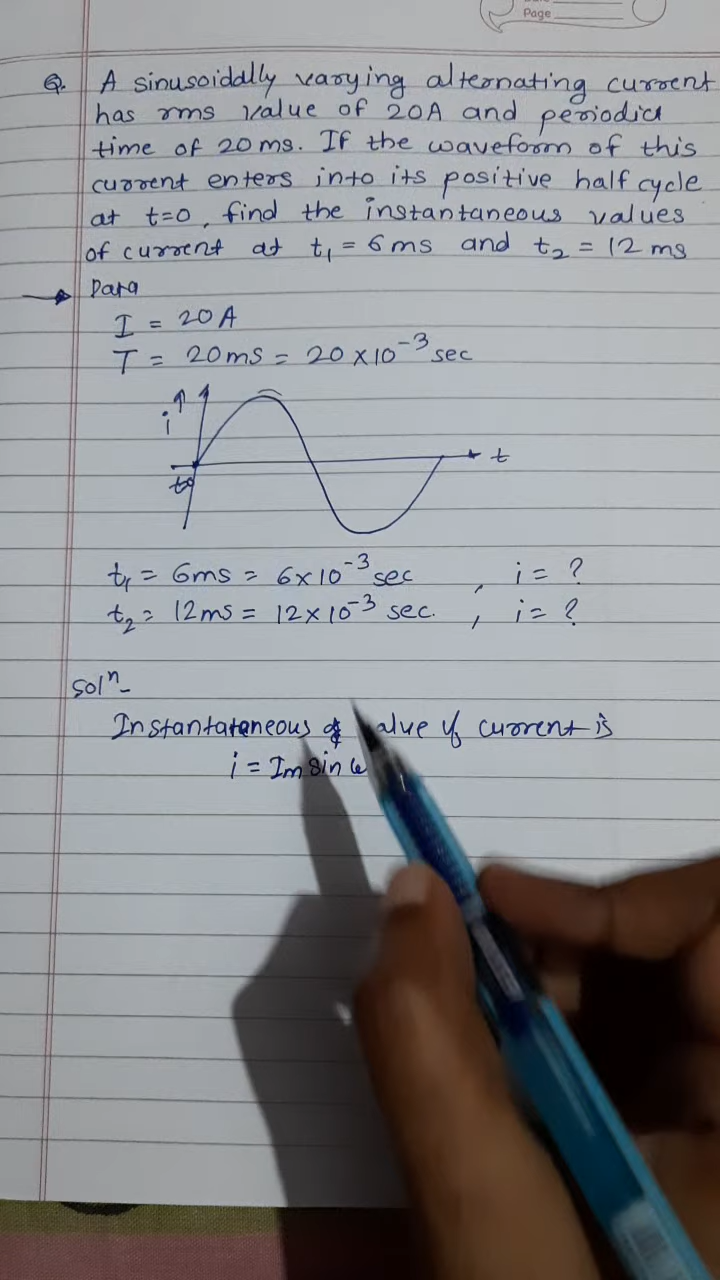 Page
Q. A sinusoidally varying alternating current
has rms value of 20A and periodic
time of 20 ms. If the waveform of this
current enters into its positive half cycle
at t=0, find the instantaneous values
of current at t₁ = 6ms and t₂ = 12 ms
→ Data
I = 20A
T = 20ms = 20×10⁻³ sec
i ↑
t
t₁ = 6ms = 6×10⁻³ sec , i = ?
t₂ = 12ms = 12×10⁻³ sec. , i = ?
Solⁿ-
Instantaneous value of current is
i = Im sin